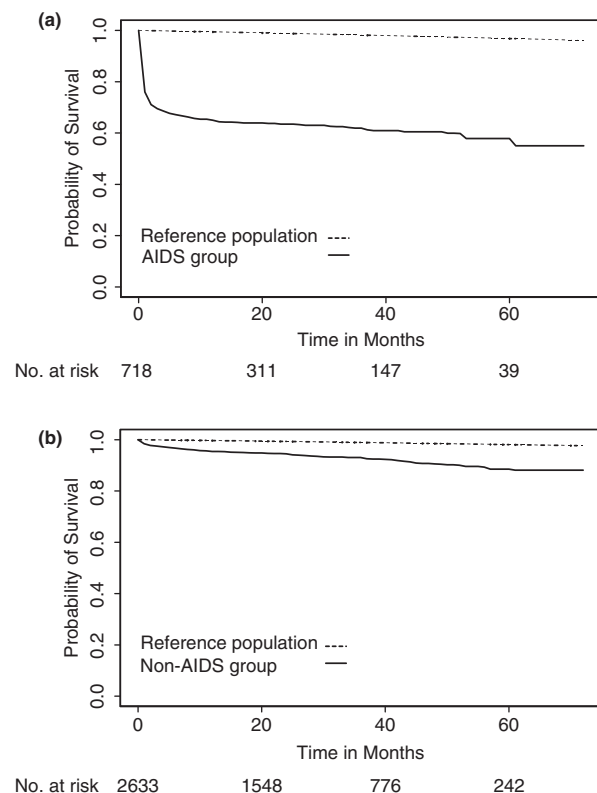 (a)
Probability of Survival
1.0
0.8
0.6
0.4
0.2
0.0
Reference population
AIDS group
0 20 40 60
Time in Months
No. at risk 718 311 147 39
(b)
Probability of Survival
1.0
0.8
0.6
0.4
0.2
0.0
Reference population
Non-AIDS group
0 20 40 60
Time in Months
No. at risk 2633 1548 776 242